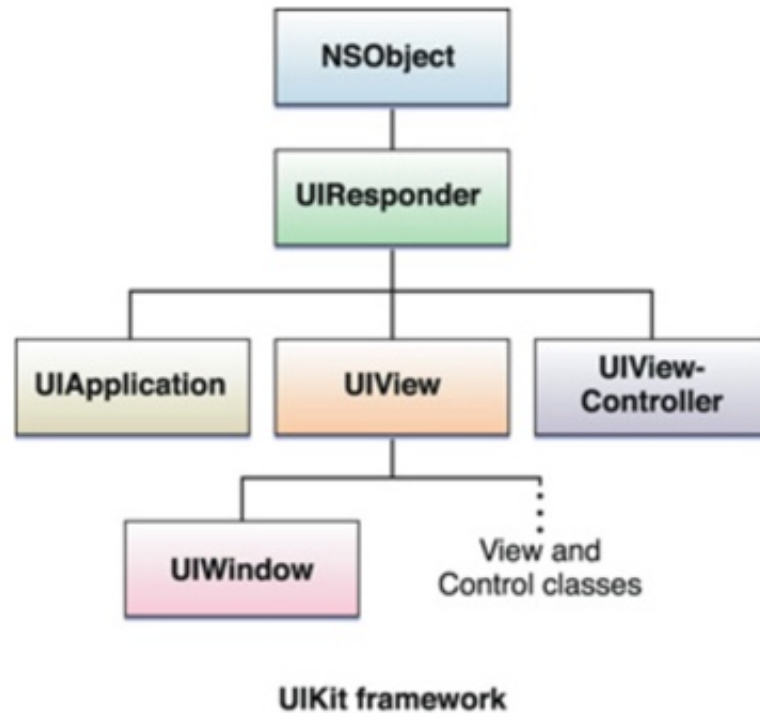 NSObject
UIResponder
UIApplication
UIView
UIView-
Controller
UIWindow
View and
Control classes
UIKit framework